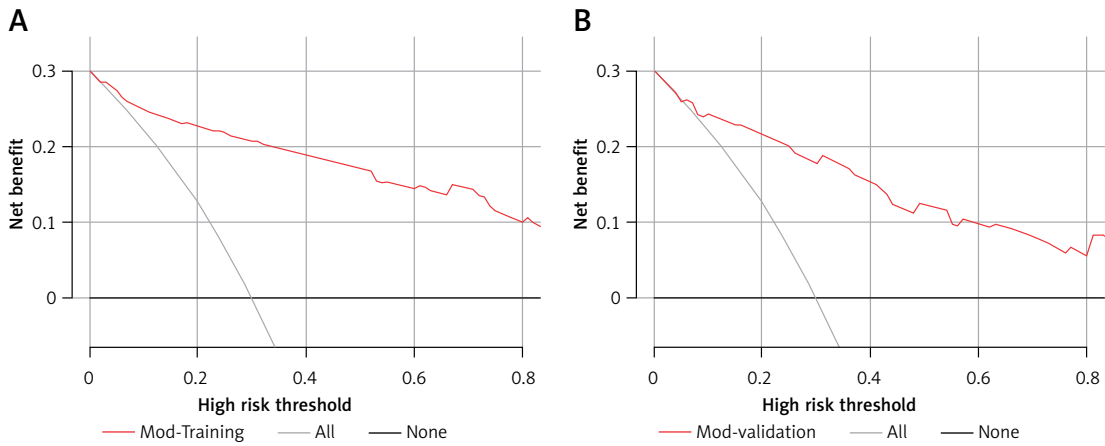 A
Net benefit
0.3
0.2
0.1
0
0 0.2 0.4 0.6 0.8
High risk threshold
Mod-Training All None
B
Net benefit
0.3
0.2
0.1
0
0 0.2 0.4 0.6 0.8
High risk threshold
Mod-validation All None